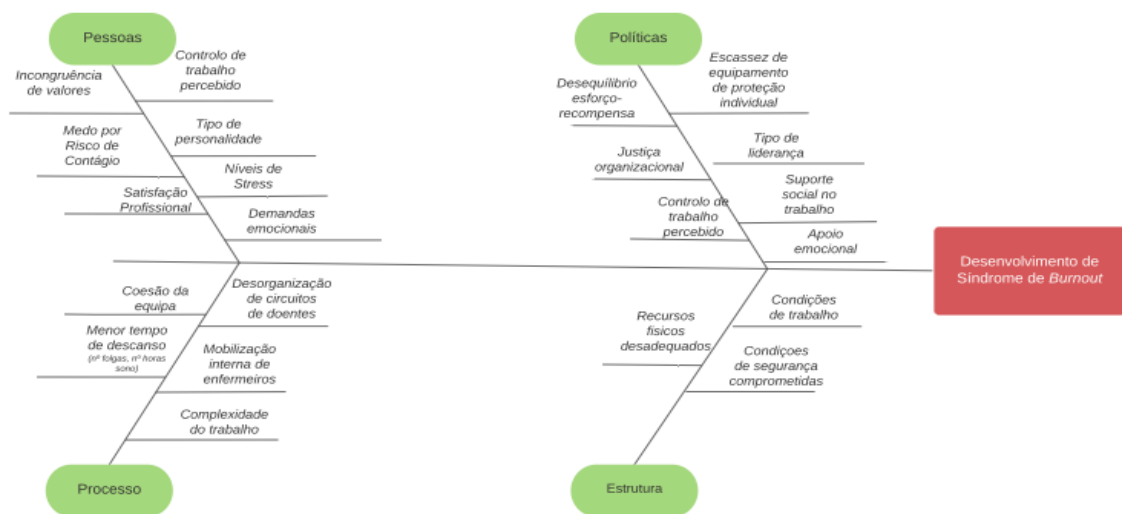 Pessoas
Controlo de
trabalho
percebido
Incongruência
de valores
Medo por
Risco de
Contágio
Tipo de
personalidade
Níveis de
Stress
Satisfação
Profissional
Demandas
emocionais
Políticas
Escassez de
equipamento
de proteção
individual
Desequílibrio
esforço-
recompensa
Tipo de
liderança
Justiça
organizacional
Suporte
social no
trabalho
Controlo de
trabalho
percebido
Apoio
emocional
Desenvolvimento de
Síndrome de Burnout
Coesão da
equipa
Desorganização
de circuitos
de doentes
Menor tempo
de descanso
(nº folgas, nº horas
sono)
Mobilização
interna de
enfermeiros
Complexidade
do trabalho
Processo
Condições
de trabalho
Recursos
fisicos
desadequados
Condiçoes
de segurança
comprometidas
Estrutura